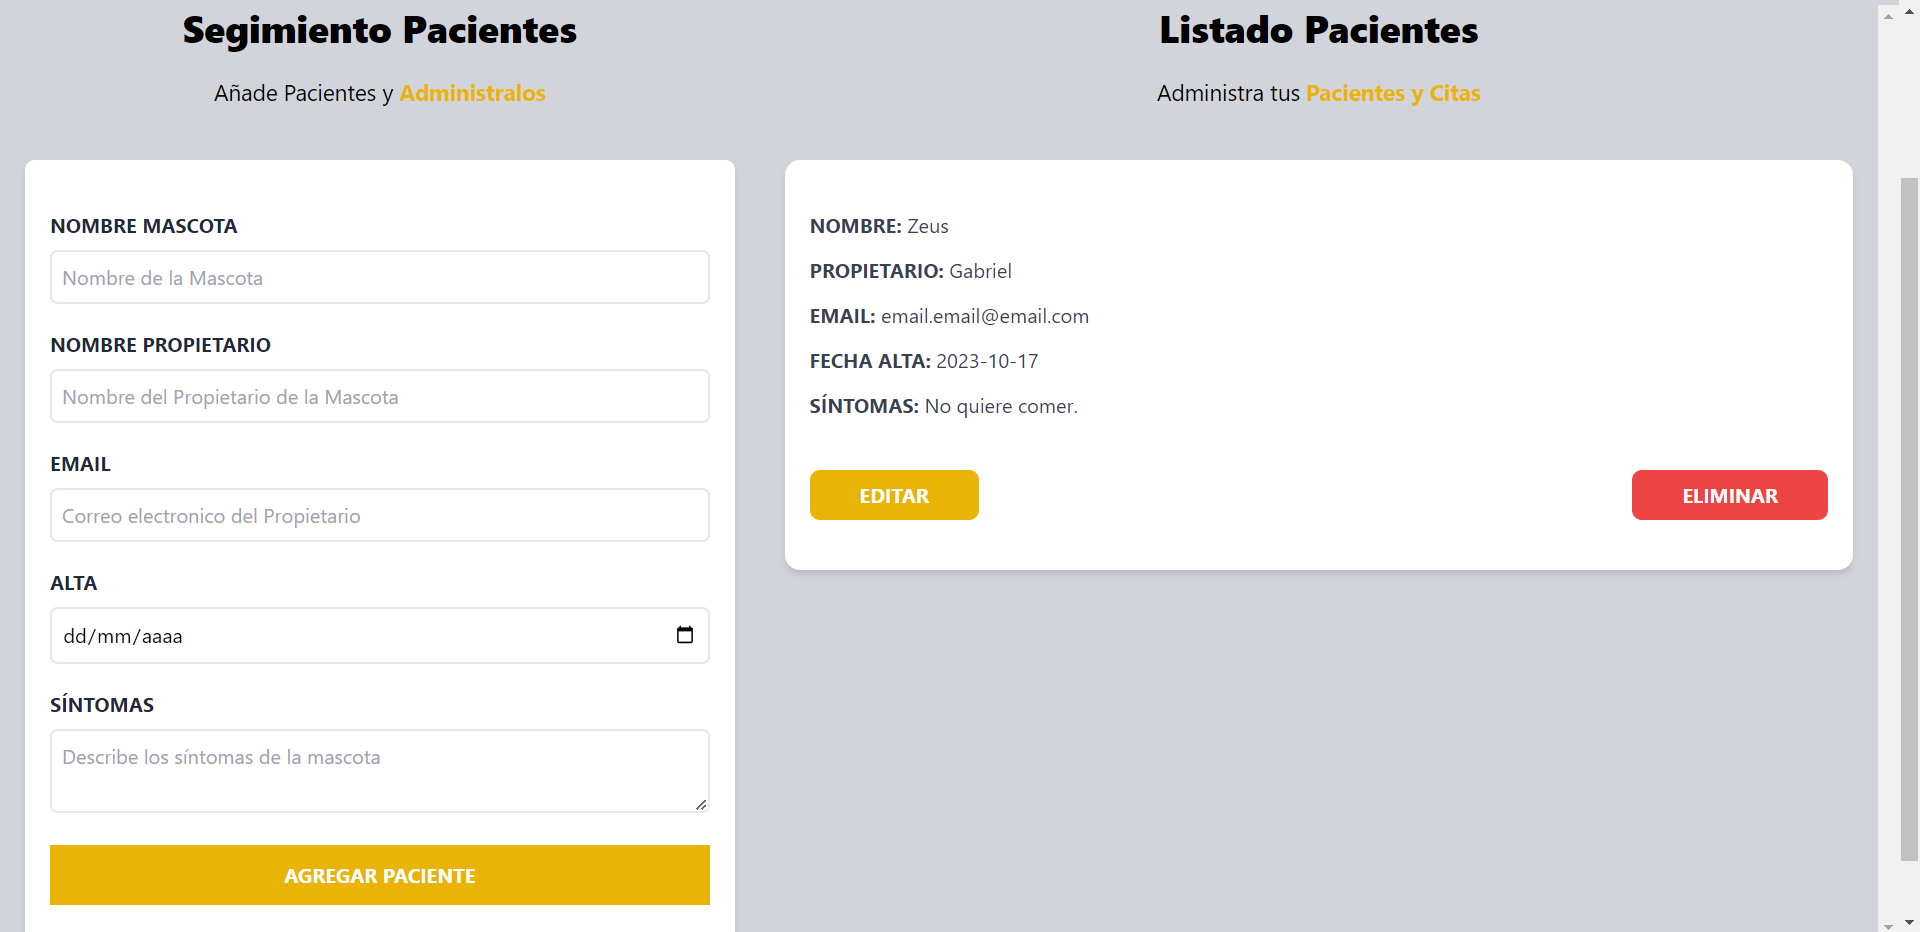 Segimiento Pacientes
Añade Pacientes y Administralos
NOMBRE MASCOTA
Nombre de la Mascota
NOMBRE PROPIETARIO
Nombre del Propietario de la Mascota
EMAIL
Correo electronico del Propietario
ALTA
dd/mm/aaaa
SÍNTOMAS
Describe los síntomas de la mascota
AGREGAR PACIENTE
Listado Pacientes
Administra tus Pacientes y Citas
NOMBRE: Zeus
PROPIETARIO: Gabriel
EMAIL: email.email@email.com
FECHA ALTA: 2023-10-17
SÍNTOMAS: No quiere comer.
EDITAR
ELIMINAR